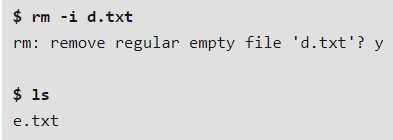 $ rm -i d.txt
rm: remove regular empty file 'd.txt'? y
$ ls
e.txt